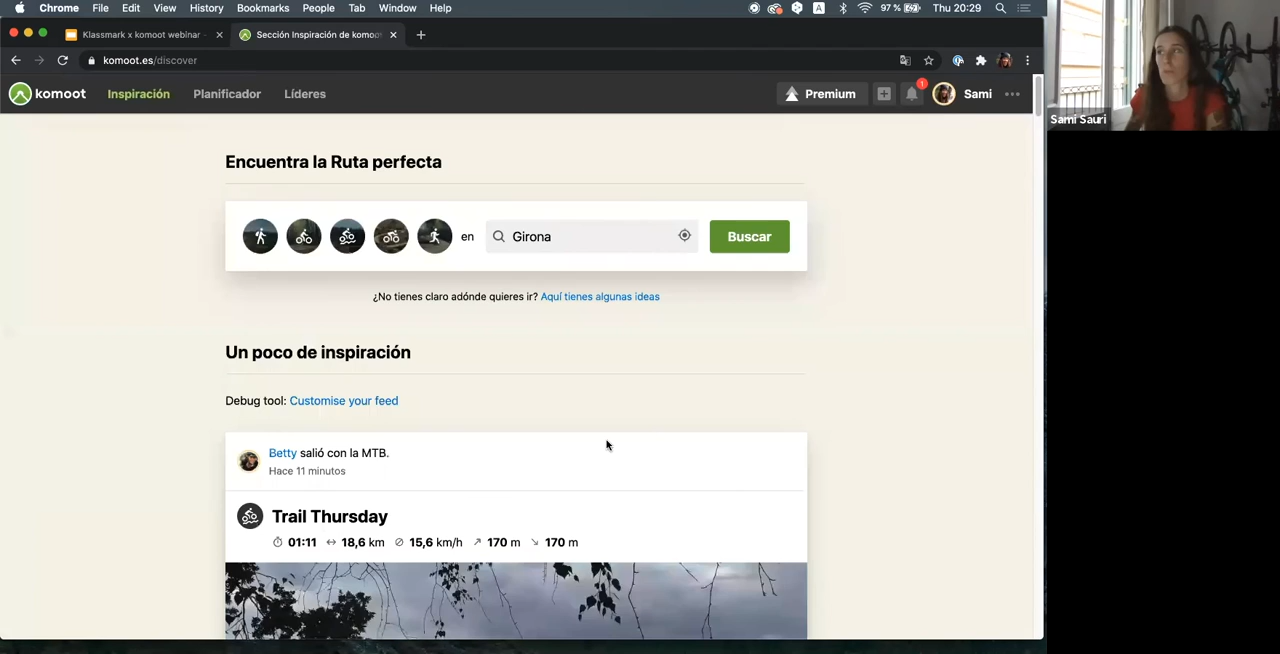 Chrome File Edit View History Bookmarks People Tab Window Help 97 % Thu 20:29
Klassmark x komoot webinar - Sección Inspiración de komoot
komoot.es/discover
komoot Inspiración Planificador Líderes Premium 1 Sami
Sami Sauri
Encuentra la Ruta perfecta
en Girona Buscar
¿No tienes claro adónde quieres ir? Aquí tienes algunas ideas
Un poco de inspiración
Debug tool: Customise your feed
Betty salió con la MTB.
Hace 11 minutos
Trail Thursday
01:11 18,6 km 15,6 km/h 170 m 170 m